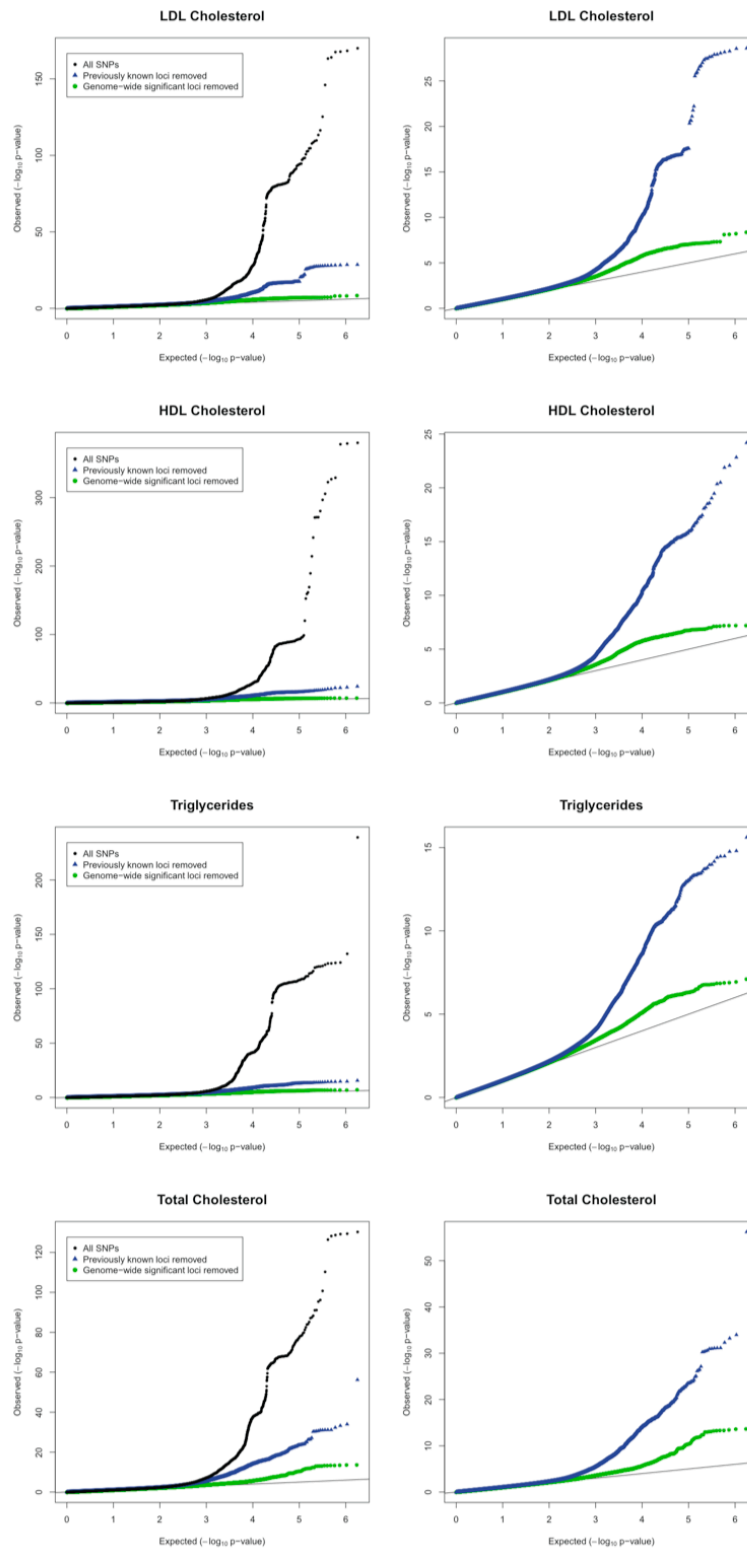 LDL Cholesterol
150
100
50
0
Observed (−log10 p−value)
All SNPs
Previously known loci removed
Genome−wide significant loci removed
0 1 2 3 4 5 6
Expected (−log10 p−value)
LDL Cholesterol
25
20
15
10
5
0
Observed (−log10 p−value)
0 1 2 3 4 5 6
Expected (−log10 p−value)
HDL Cholesterol
300
200
100
0
Observed (−log10 p−value)
All SNPs
Previously known loci removed
Genome−wide significant loci removed
0 1 2 3 4 5 6
Expected (−log10 p−value)
HDL Cholesterol
25
20
15
10
5
0
Observed (−log10 p−value)
0 1 2 3 4 5 6
Expected (−log10 p−value)
Triglycerides
200
150
100
50
0
Observed (−log10 p−value)
All SNPs
Previously known loci removed
Genome−wide significant loci removed
0 1 2 3 4 5 6
Expected (−log10 p−value)
Triglycerides
15
10
5
0
Observed (−log10 p−value)
0 1 2 3 4 5 6
Expected (−log10 p−value)
Total Cholesterol
120
100
80
60
40
20
0
Observed (−log10 p−value)
All SNPs
Previously known loci removed
Genome−wide significant loci removed
0 1 2 3 4 5 6
Expected (−log10 p−value)
Total Cholesterol
50
40
30
20
10
0
Observed (−log10 p−value)
0 1 2 3 4 5 6
Expected (−log10 p−value)